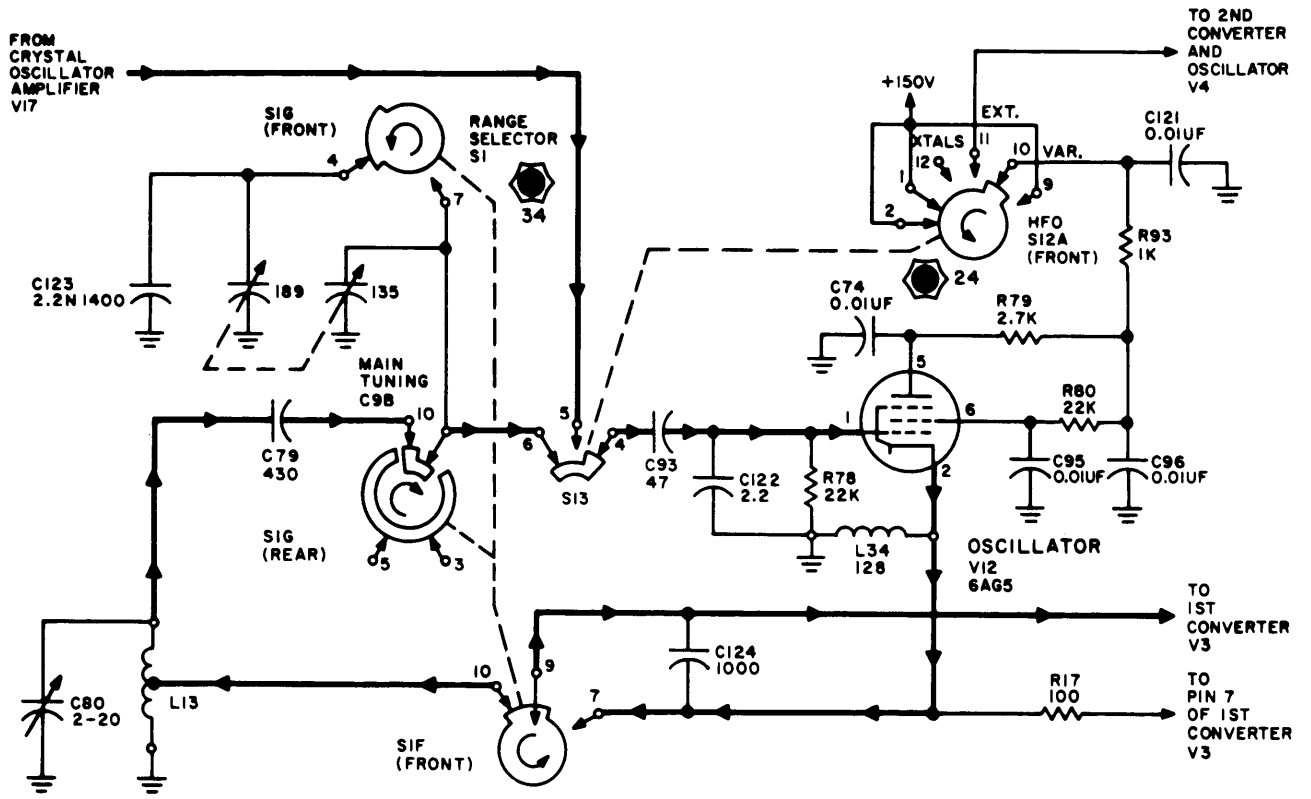 FROM
CRYSTAL
OSCILLATOR
AMPLIFIER
V17
TO 2ND
CONVERTER
AND
OSCILLATOR
V4
+150V
EXT.
XTALS
11
12
10 VAR.
1
9
2
C121
0.01UF
HFO
S12A
(FRONT)
24
R93
1K
S1G
(FRONT)
RANGE
SELECTOR
S1
34
4
7
C123
2.2N1400
189
135
C74
0.01UF
R79
2.7K
5
MAIN
TUNING
C9B
10
C79
430
6
5
4
S13
C93
47
C122
2.2
R78
22K
1
6
2
R80
22K
C95
0.01UF
C96
0.01UF
S1G
(REAR)
5
3
L34
128
OSCILLATOR
V12
6AG5
TO
1ST
CONVERTER
V3
C124
1000
10
9
7
C80
2-20
L13
S1F
(FRONT)
R17
100
TO
PIN 7
OF 1ST
CONVERTER
V3